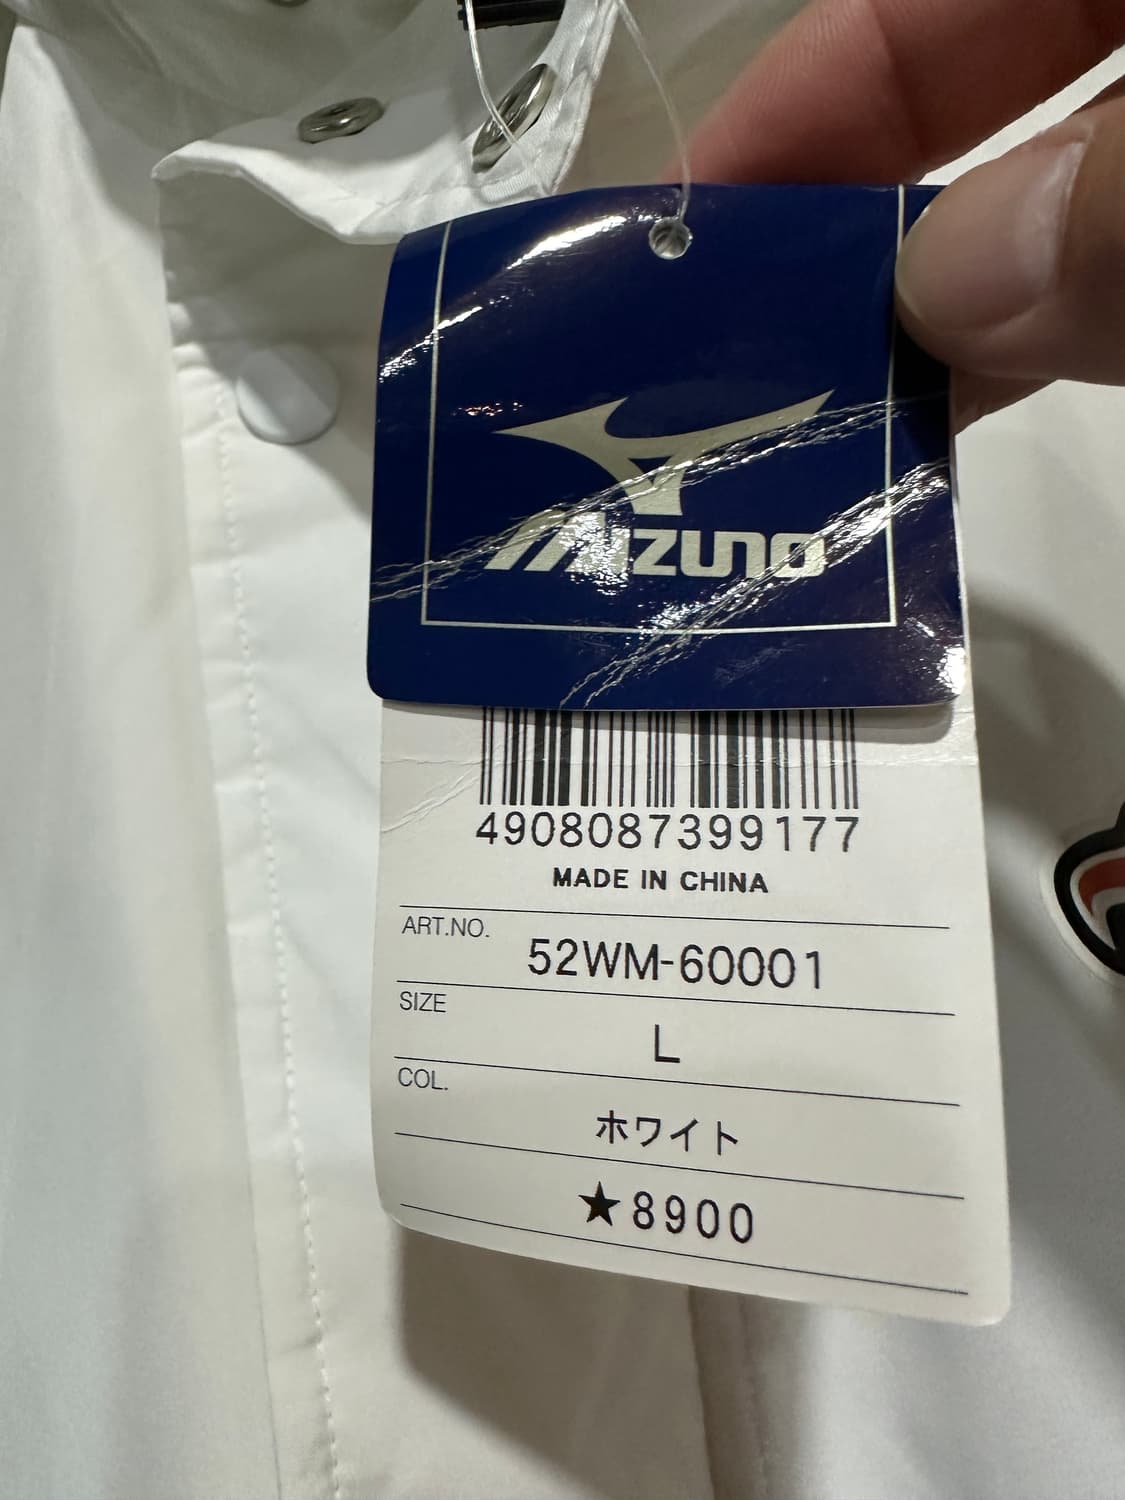 MIZUNO
4908087399177
MADE IN CHINA
ART.NO.
52WM-60001
SIZE
L
COL.
ホワイト
★8900